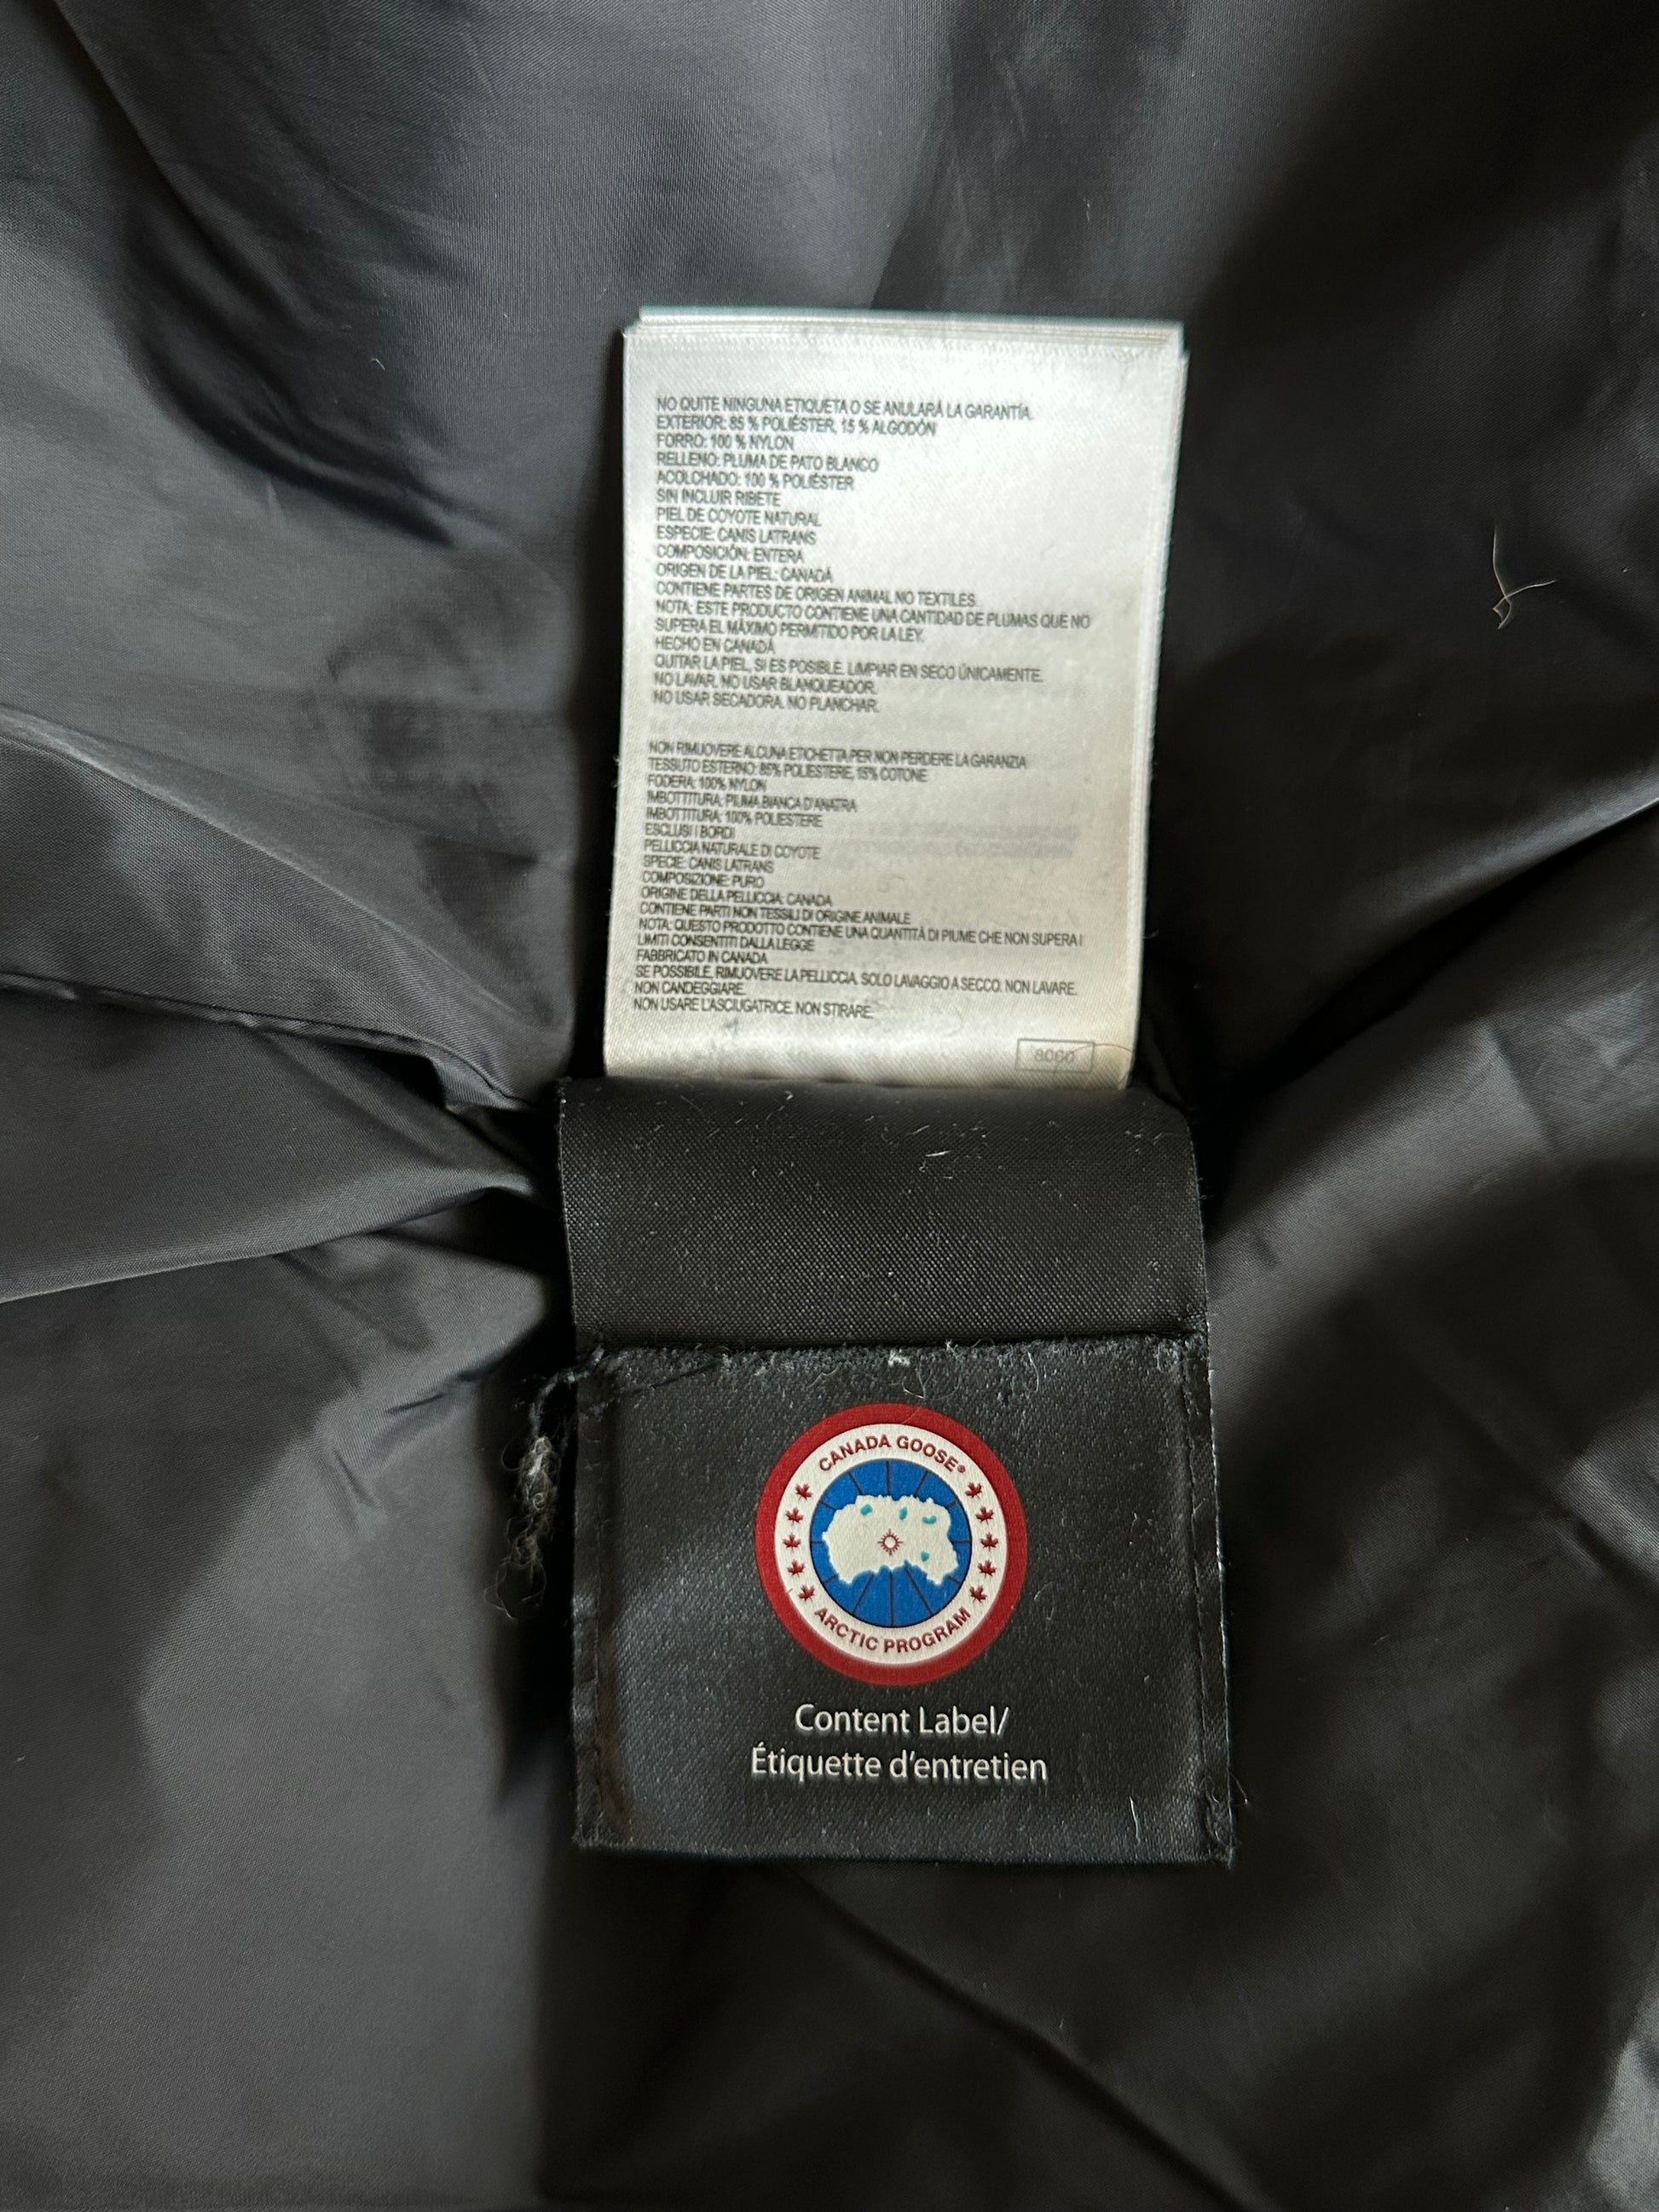 NO QUITE NINGUNA ETIQUETA O SE ANULARÁ LA GARANTÍA.
EXTERIOR: 85 % POLIÉSTER, 15 % ALGODÓN
FORRO: 100 % NYLON
RELLENO: PLUMA DE PATO BLANCO
ACOLCHADO: 100 % POLIÉSTER
SIN INCLUIR RIBETE
PIEL DE COYOTE NATURAL
ESPECIE: CANIS LATRANS
COMPOSICIÓN: ENTERA
ORIGEN DE LA PIEL: CANADÁ
CONTIENE PARTES DE ORIGEN ANIMAL NO TEXTILES.
NOTA: ESTE PRODUCTO CONTIENE UNA CANTIDAD DE PLUMAS QUE NO
SUPERA EL MÁXIMO PERMITIDO POR LA LEY.
HECHO EN CANADÁ
QUITAR LA PIEL, SI ES POSIBLE. LIMPIAR EN SECO ÚNICAMENTE.
NO LAVAR. NO USAR BLANQUEADOR.
NO USAR SECADORA. NO PLANCHAR.
NON RIMUOVERE ALCUNA ETICHETTA PER NON PERDERE LA GARANZIA
TESSUTO ESTERNO: 85% POLIESTERE, 15% COTONE
FODERA: 100% NYLON
IMBOTTITURA: PIUMA BIANCA D'ANATRA
IMBOTTITURA: 100% POLIESTERE
ESCLUSI I BORDI
PELLICCIA NATURALE DI COYOTE
SPECIE: CANIS LATRANS
COMPOSIZIONE: PURO
ORIGINE DELLA PELLICCIA: CANADA
CONTIENE PARTI NON TESSILI DI ORIGINE ANIMALE
NOTA: QUESTO PRODOTTO CONTIENE UNA QUANTITÀ DI PIUME CHE NON SUPERA I
LIMITI CONSENTITI DALLA LEGGE
FABBRICATO IN CANADA
SE POSSIBILE, RIMUOVERE LA PELLICCIA. SOLO LAVAGGIO A SECCO. NON LAVARE.
NON CANDEGGIARE.
NON USARE L'ASCIUGATRICE. NON STIRARE.
8060
CANADA GOOSE®
ARCTIC PROGRAM
Content Label/
Étiquette d'entretien